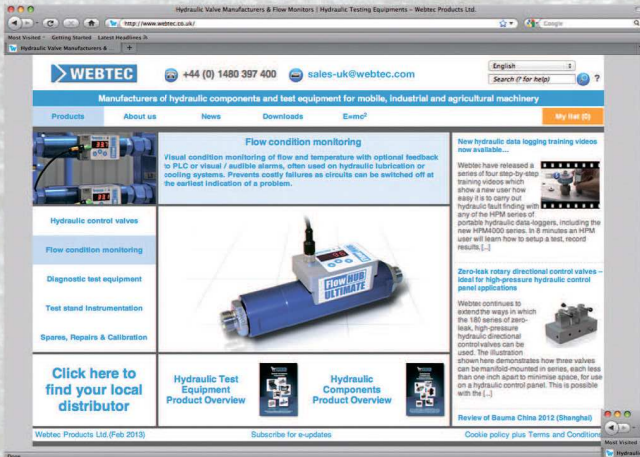 Hydraulic Valve Manufacturers & Flow Monitors | Hydraulic Testing Equipments – Webtec Products Ltd.
http://www.webtec.co.uk/
Google
Most Visited
Getting Started
Latest Headlines
Hydraulic Valve Manufacturers & ...
WEBTEC
+44 (0) 1480 397 400
sales-uk@webtec.com
English
Search (? for help)
?
Manufacturers of hydraulic components and test equipment for mobile, industrial and agricultural machinery
Products
About us
News
Downloads
E=mc²
My list (0)
Flow condition monitoring
Visual condition monitoring of flow and temperature with optional feedback
to PLC or visual / audible alarms, often used on hydraulic lubrication or
cooling systems. Prevents costly failures as circuits can be switched off at
the earliest indication of a problem.
Hydraulic control valves
Flow condition monitoring
Diagnostic test equipment
Test stand Instrumentation
Spares, Repairs & Calibration
FlowHUB
ULTIMATE
Click here to
find your local
distributor
Hydraulic Test
Equipment
Product Overview
Hydraulic
Components
Product Overview
New hydraulic data logging training videos
now available...
Webtec have released a
series of four step-by-step
training videos which
show a new user how
easy it is to carry out
hydraulic fault finding with
any of the HPM series of
portable hydraulic data-loggers, including the
new HPM4000 series. In 8 minutes an HPM
user will learn how to setup a test, record
results, [...]
Zero-leak rotary directional control valves –
ideal for high-pressure hydraulic control
panel applications
Webtec continues to
extend the ways in which
the 180 series of zero-
leak, high-pressure
hydraulic directional
control valves can be
used. The illustration
shown here demonstrates how three valves
can be manifold-mounted in series, each less
than one inch apart to minimise space, for use
on a hydraulic control panel. This is possible
with the [...]
Review of Bauma China 2012 (Shanghai)
Webtec Products Ltd.(Feb 2013)
Subscribe for e-updates
Cookie policy plus Terms and Conditions
Done
Most Visited
Hydraulic